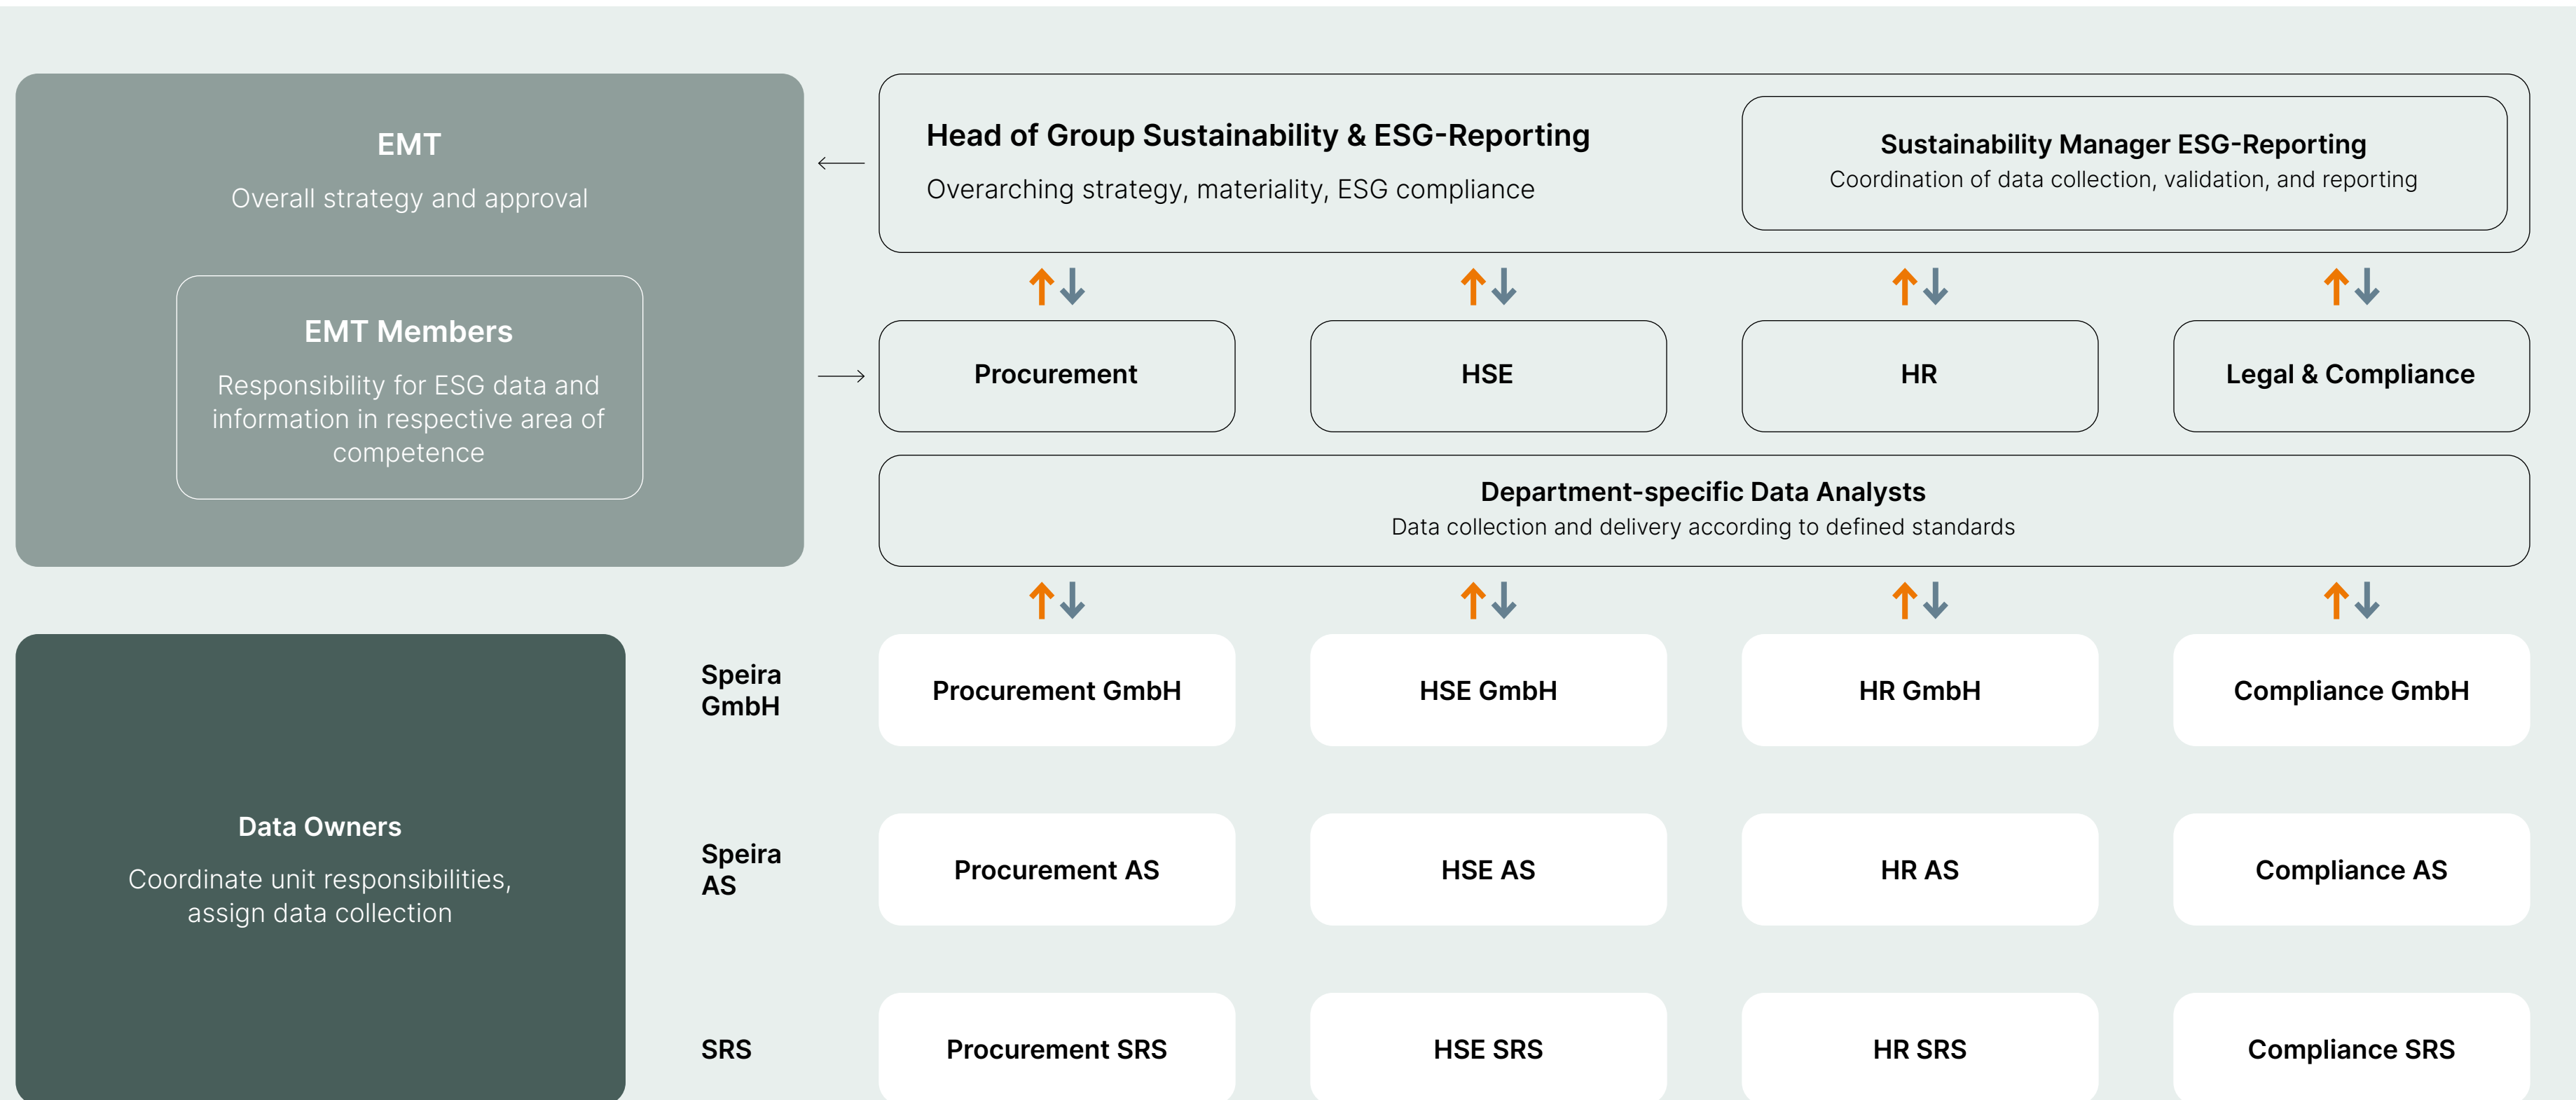 EMT
Overall strategy and approval
EMT Members
Responsibility for ESG data and
information in respective area of
competence
Head of Group Sustainability & ESG-Reporting
Overarching strategy, materiality, ESG compliance
Sustainability Manager ESG-Reporting
Coordination of data collection, validation, and reporting
Procurement
HSE
HR
Legal & Compliance
Department-specific Data Analysts
Data collection and delivery according to defined standards
Data Owners
Coordinate unit responsibilities,
assign data collection
Speira
GmbH
Procurement GmbH
HSE GmbH
HR GmbH
Compliance GmbH
Speira
AS
Procurement AS
HSE AS
HR AS
Compliance AS
SRS
Procurement SRS
HSE SRS
HR SRS
Compliance SRS